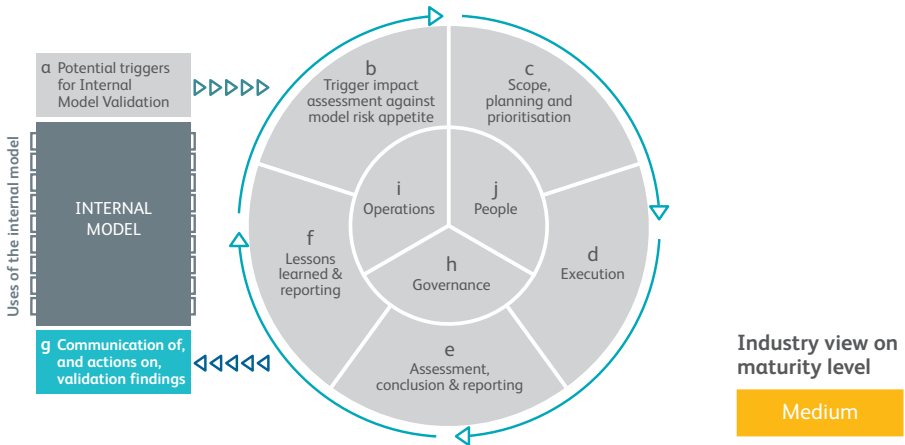 a Potential triggers
for Internal
Model Validation
Uses of the internal model
INTERNAL
MODEL
g Communication of,
and actions on,
validation findings
b
Trigger impact
assessment against
model risk appetite
c
Scope,
planning and
prioritisation
d
Execution
e
Assessment,
conclusion & reporting
f
Lessons
learned &
reporting
i
Operations
j
People
h
Governance
Industry view on
maturity level
Medium